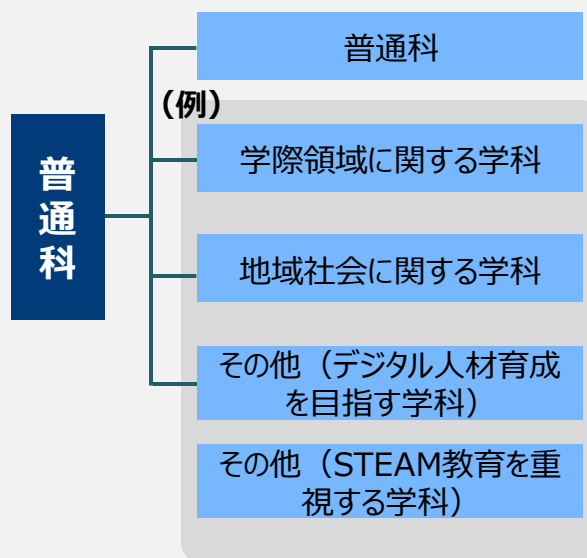 普通科
(例)
普通科
学際領域に関する学科
地域社会に関する学科
その他（デジタル人材育成
を目指す学科）
その他（STEAM教育を重
視する学科）